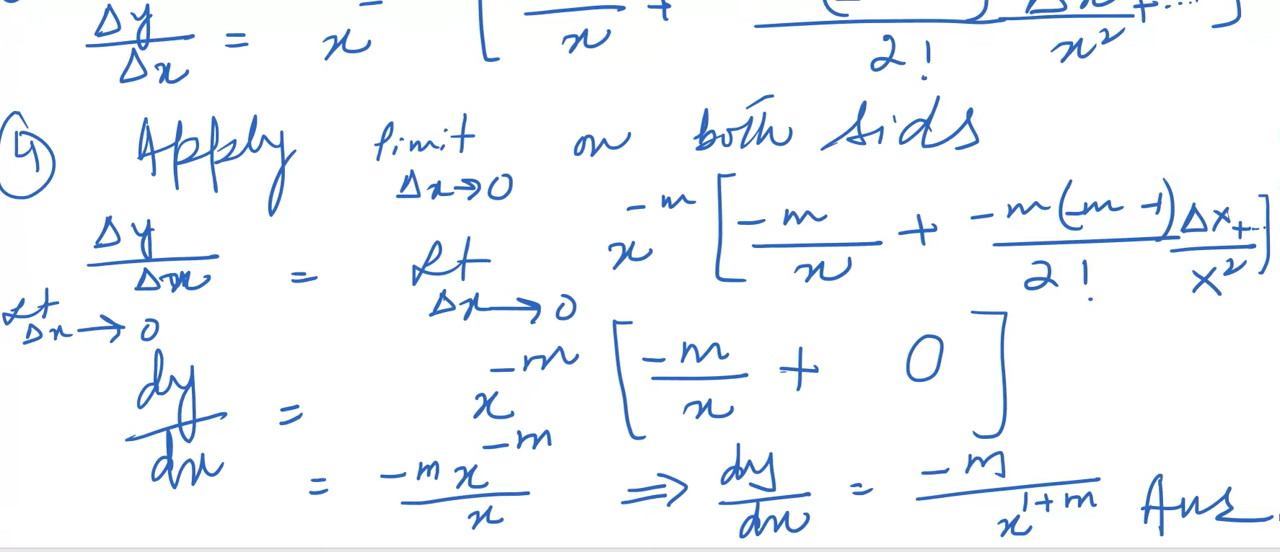 Δy/Δx = x^- [ /x + (-  )/2! Δx/x² + .... ]
④ Apply limit Δx→0 on both sids
Lt Δx→0 Δy/Δx = Lt Δx→0 x^-m [ -m/x + -m(-m-1)/2! Δx/x² + ... ]
dy/dx = x^-m [ -m/x + 0 ]
= -m x^-m / x ⇒ dy/dx = -m/x^1+m Ans.